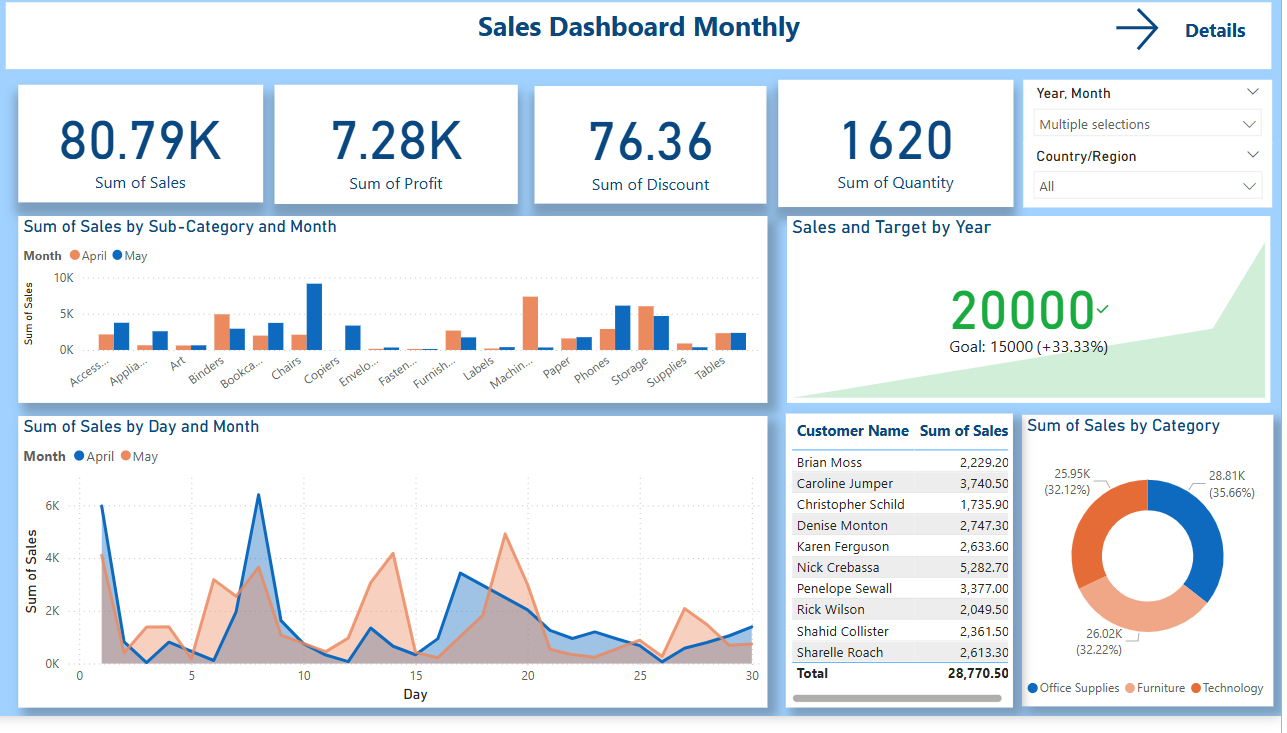 Sales Dashboard Monthly
Details
80.79K
Sum of Sales
7.28K
Sum of Profit
76.36
Sum of Discount
1620
Sum of Quantity
Year, Month
Multiple selections
Country/Region
All
Sum of Sales by Sub-Category and Month
Month April May
Sum of Sales
10K
5K
0K
Access...
Applia...
Art
Binders
Bookca...
Chairs
Copiers
Envelo...
Fasten...
Furnish...
Labels
Machin...
Paper
Phones
Storage
Supplies
Tables
Sales and Target by Year
20000
Goal: 15000 (+33.33%)
Sum of Sales by Day and Month
Month April May
Sum of Sales
6K
4K
2K
0K
0 5 10 15 20 25 30
Day
Customer Name Sum of Sales
Brian Moss 2,229.20
Caroline Jumper 3,740.50
Christopher Schild 1,735.90
Denise Monton 2,747.30
Karen Ferguson 2,633.60
Nick Crebassa 5,282.70
Penelope Sewall 3,377.00
Rick Wilson 2,049.50
Shahid Collister 2,361.50
Sharelle Roach 2,613.30
Total 28,770.50
Sum of Sales by Category
25.95K
(32.12%)
28.81K
(35.66%)
26.02K
(32.22%)
Office Supplies Furniture Technology